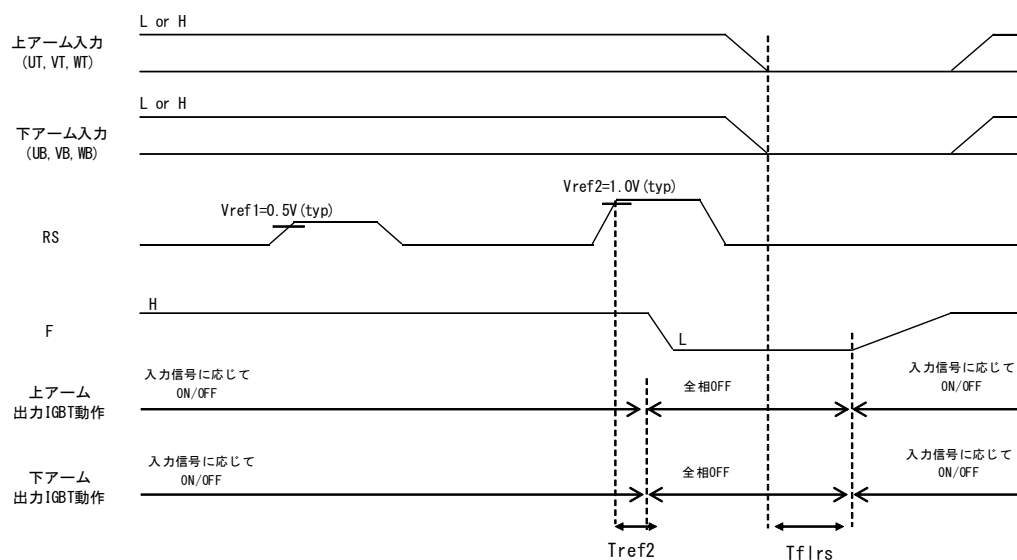 L or H
上アーム入力
(UT, VT, WT)
L or H
下アーム入力
(UB, VB, WB)
Vref1=0.5V(typ)
Vref2=1.0V(typ)
RS
H
F
L
入力信号に応じて
ON/OFF
全相OFF
入力信号に応じて
ON/OFF
上アーム
出力IGBT動作
入力信号に応じて
ON/OFF
全相OFF
入力信号に応じて
ON/OFF
下アーム
出力IGBT動作
Tref2
Tflrs